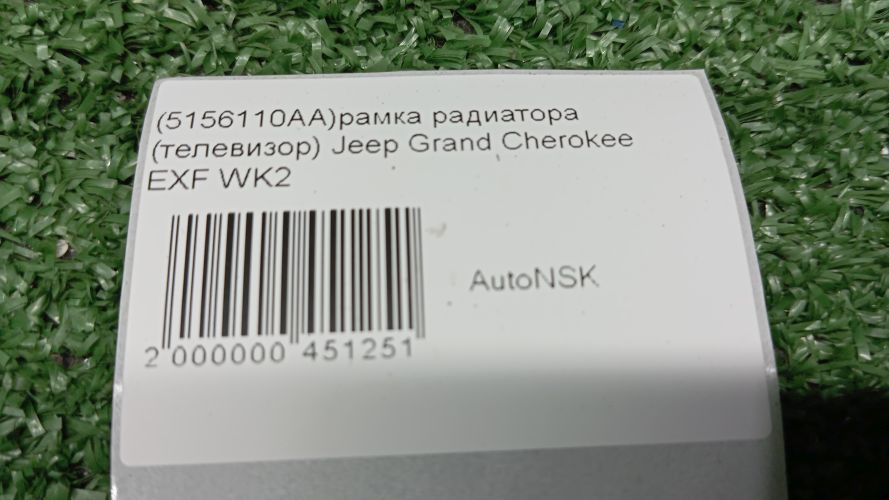 (5156110AA)рамка радиатора
(телевизор) Jeep Grand Cherokee
EXF WK2
AutoNSK
2 000000 451251